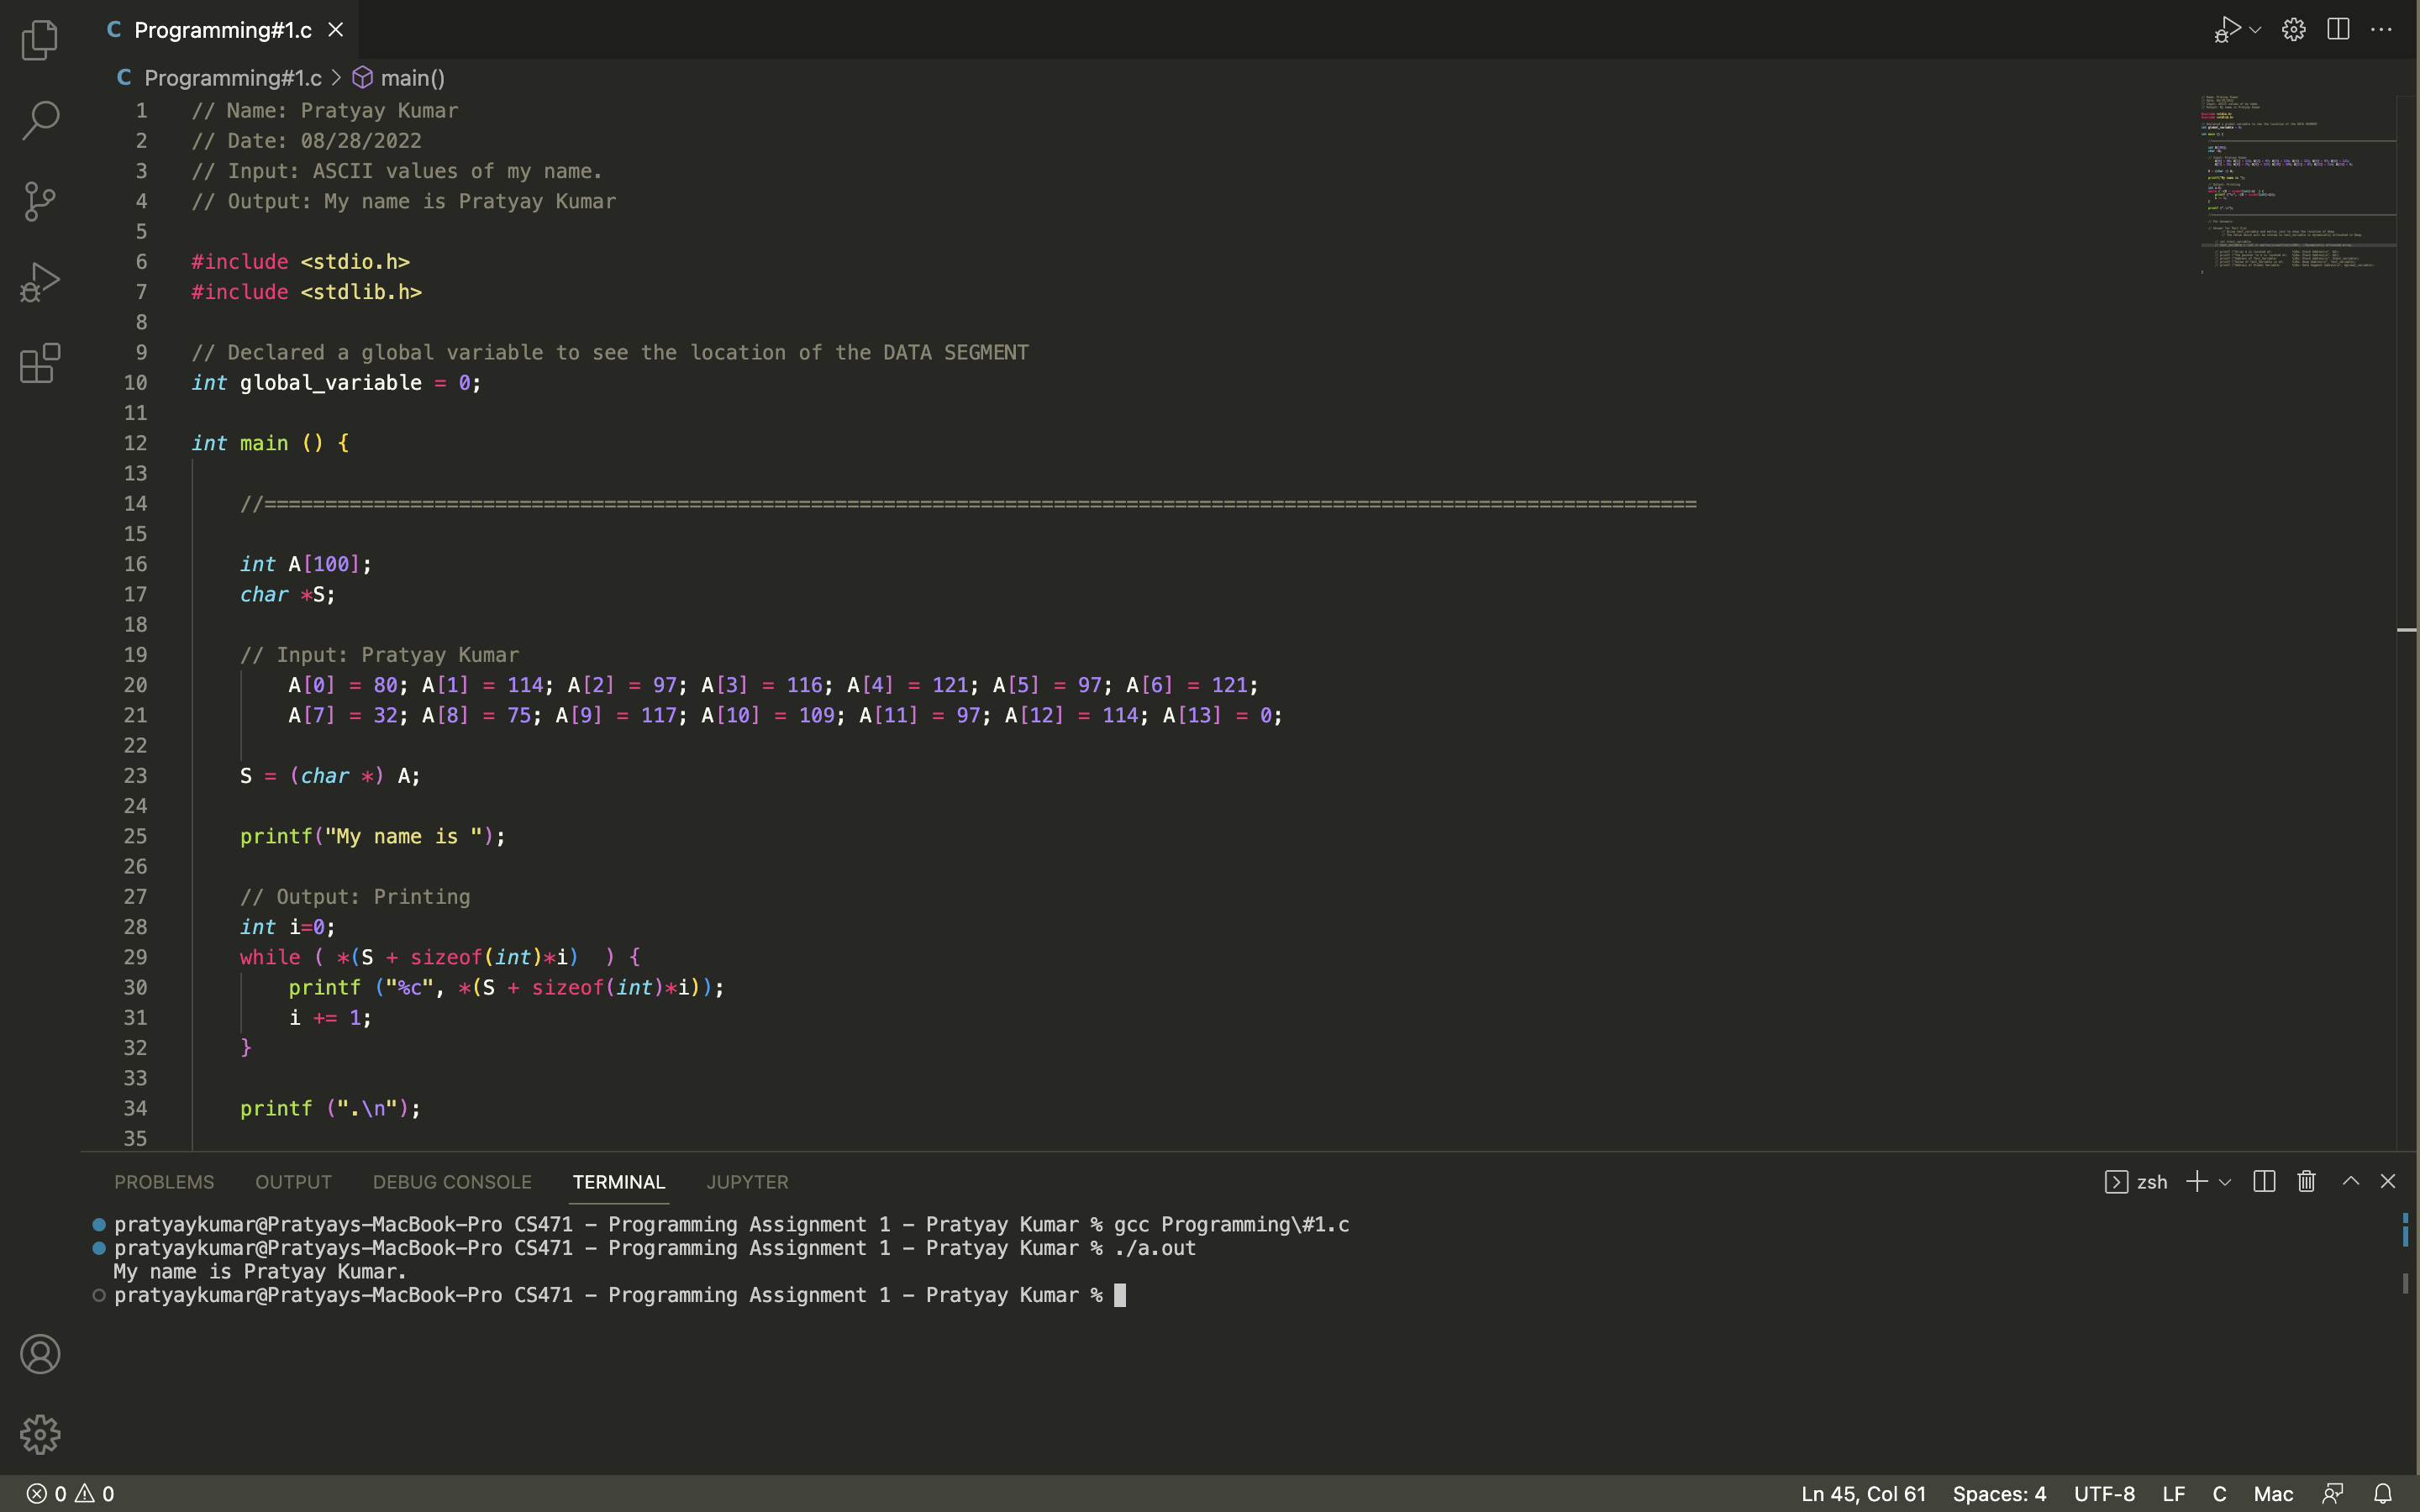 C Programming#1.c
C Programming#1.c > main()
1 // Name: Pratyay Kumar
2 // Date: 08/28/2022
3 // Input: ASCII values of my name.
4 // Output: My name is Pratyay Kumar
5
6 #include <stdio.h>
7 #include <stdlib.h>
8
9 // Declared a global variable to see the location of the DATA SEGMENT
10 int global_variable = 0;
11
12 int main () {
13
14 //======================================================================================================================
15
16 int A[100];
17 char *S;
18
19 // Input: Pratyay Kumar
20 A[0] = 80; A[1] = 114; A[2] = 97; A[3] = 116; A[4] = 121; A[5] = 97; A[6] = 121;
21 A[7] = 32; A[8] = 75; A[9] = 117; A[10] = 109; A[11] = 97; A[12] = 114; A[13] = 0;
22
23 S = (char *) A;
24
25 printf("My name is ");
26
27 // Output: Printing
28 int i=0;
29 while ( *(S + sizeof(int)*i)  ) {
30 printf ("%c", *(S + sizeof(int)*i));
31 i += 1;
32 }
33
34 printf (".\n");
35
PROBLEMS OUTPUT DEBUG CONSOLE TERMINAL JUPYTER zsh
pratyaykumar@Pratyays-MacBook-Pro CS471 - Programming Assignment 1 - Pratyay Kumar % gcc Programming\#1.c
pratyaykumar@Pratyays-MacBook-Pro CS471 - Programming Assignment 1 - Pratyay Kumar % ./a.out
My name is Pratyay Kumar.
pratyaykumar@Pratyays-MacBook-Pro CS471 - Programming Assignment 1 - Pratyay Kumar %
0 0 Ln 45, Col 61 Spaces: 4 UTF-8 LF C Mac